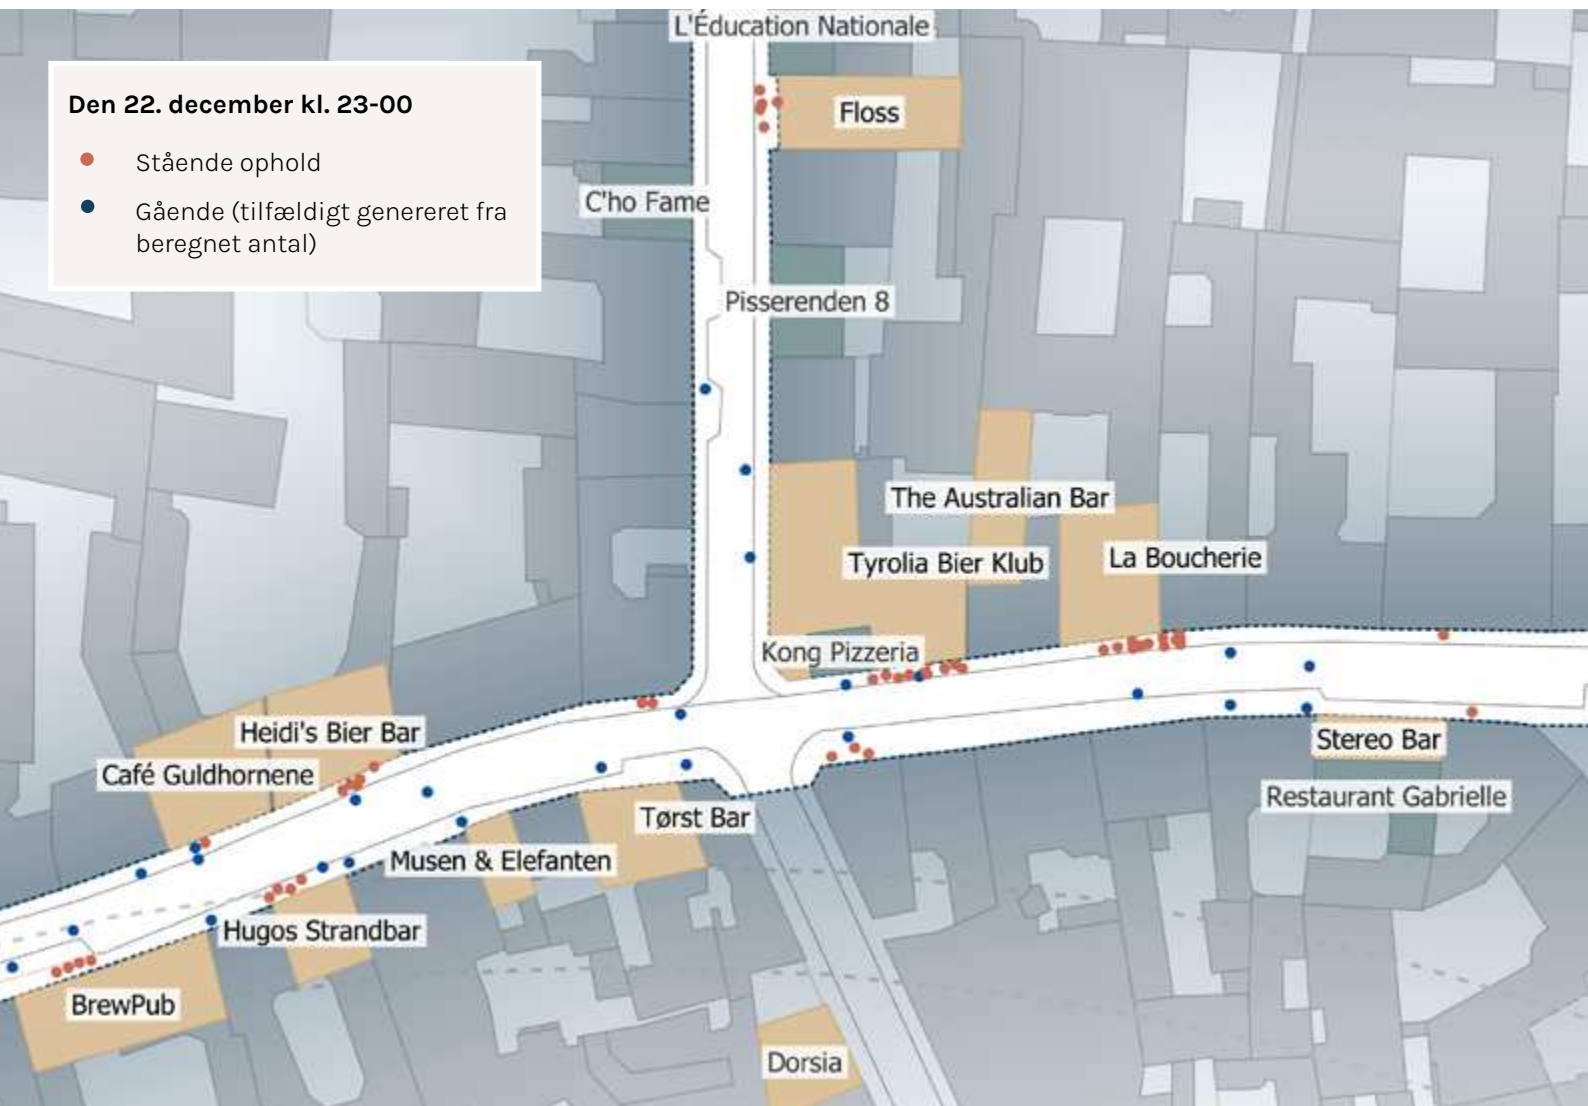 L'Éducation Nationale
Den 22. december kl. 23-00
Stående ophold
Gående (tilfældigt genereret fra
beregnet antal)
Floss
C'ho Fame
Pisserenden 8
The Australian Bar
Tyrolia Bier Klub
La Boucherie
Kong Pizzeria
Heidi's Bier Bar
Café Guldhornene
Stereo Bar
Restaurant Gabrielle
Tørst Bar
Musen & Elefanten
Hugos Strandbar
BrewPub
Dorsia